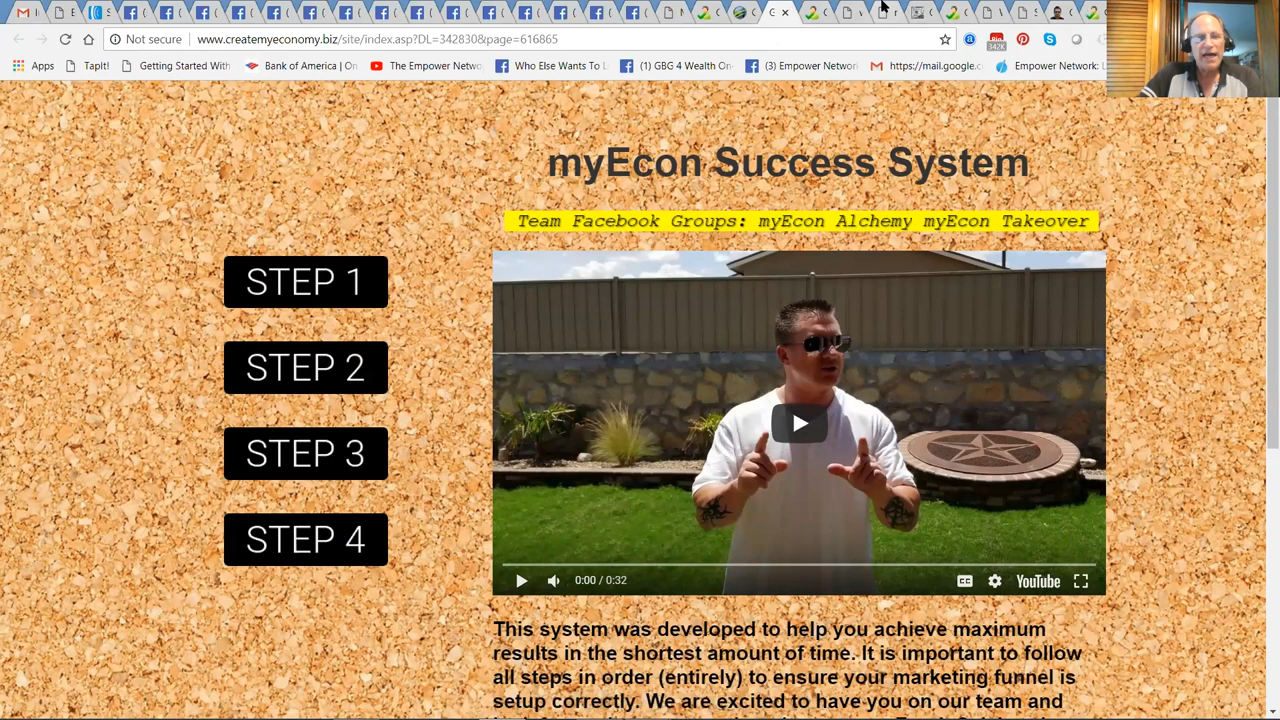 Not secure www.createmyeconomy.biz/site/index.asp?DL=342830&page=616865
342K
Apps TapIt! Getting Started With Bank of America | On The Empower Netwo Who Else Wants To L (1) GBG 4 Wealth On (3) Empower Network https://mail.google.c Empower Network: L
myEcon Success System
Team Facebook Groups: myEcon Alchemy myEcon Takeover
STEP 1
STEP 2
STEP 3
STEP 4
0:00 / 0:32
CC
YouTube
This system was developed to help you achieve maximum
results in the shortest amount of time. It is important to follow
all steps in order (entirely) to ensure your marketing funnel is
setup correctly. We are excited to have you on our team and